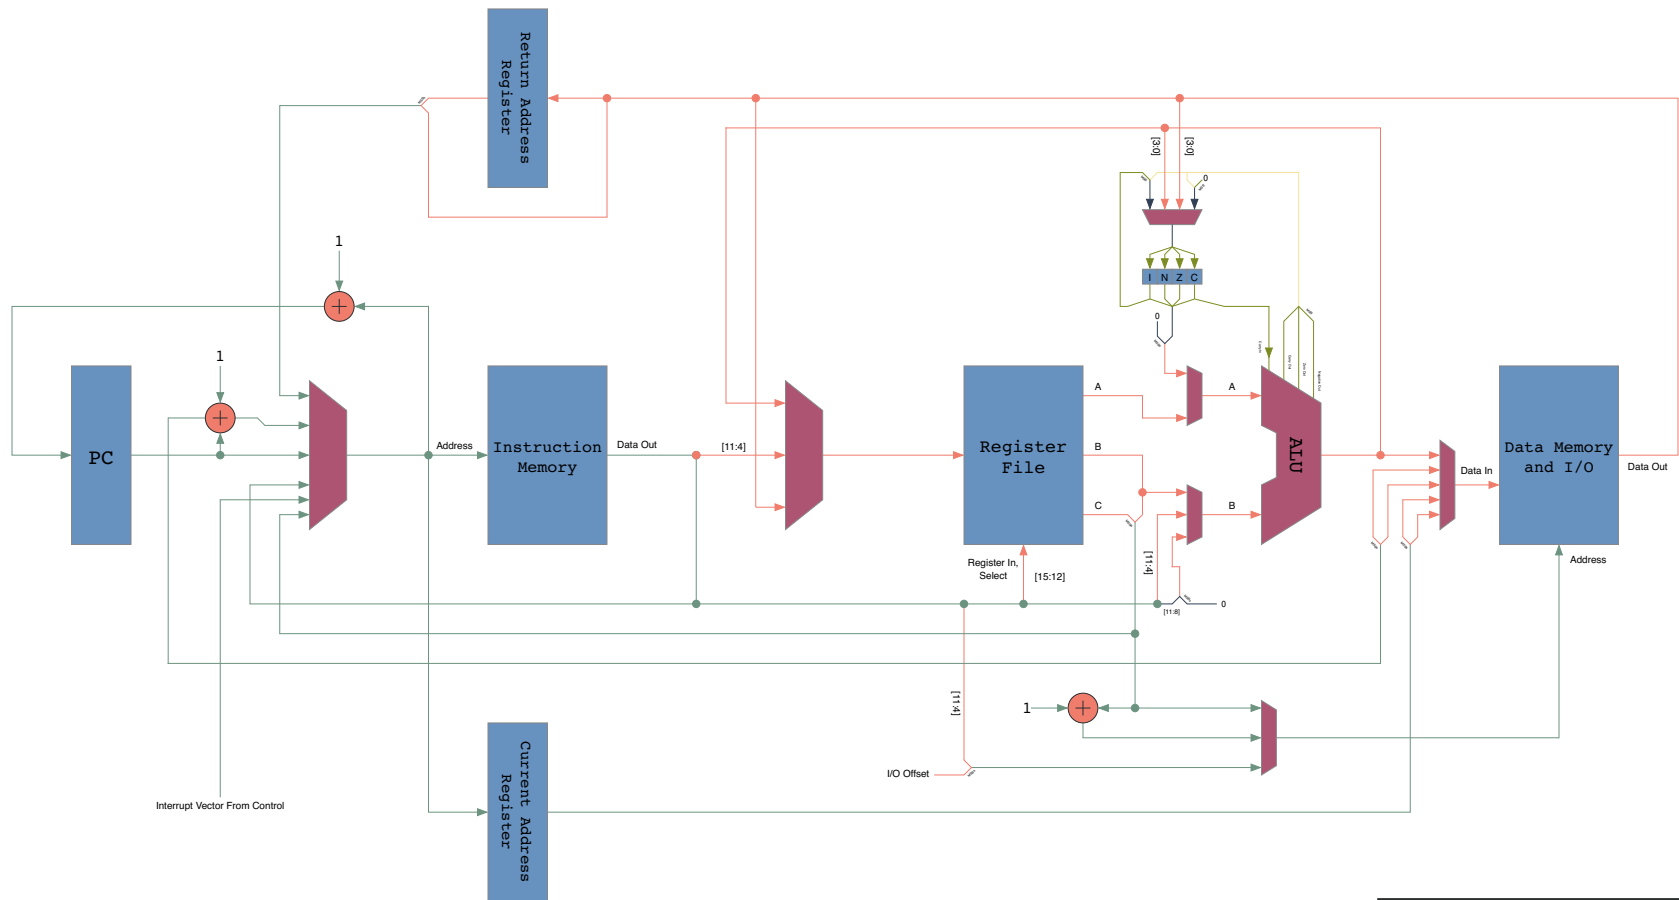 Return Address
Register
[3:0]
[3:0]
0
1
I N Z C
0
1
PC
Address
Instruction
Memory
Data Out
[11:4]
Register
File
A
B
C
A
B
ALU
Data In
Data Memory
and I/O
Data Out
Address
Register In,
Select
[15:12]
[11:4]
[11:8]
0
[11:4]
1
I/O Offset
Interrupt Vector From Control
Current Address
Register